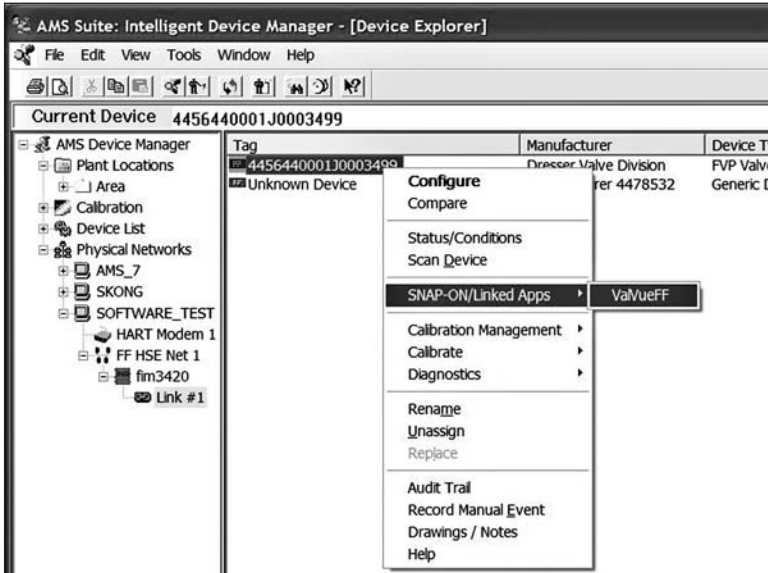 AMS Suite: Intelligent Device Manager - [Device Explorer]
File Edit View Tools Window Help
Current Device 4456440001J0003499
AMS Device Manager
Plant Locations
Area
Calibration
Device List
Physical Networks
AMS_7
SKONG
SOFTWARE_TEST
HART Modem 1
FF HSE Net 1
fim3420
Link #1
Tag Manufacturer Device T
4456440001J0003499 Dresser Valve Division FVP Valv
Unknown Device rer 4478532 Generic D
Configure
Compare
Status/Conditions
Scan Device
SNAP-ON/Linked Apps ValVueFF
Calibration Management
Calibrate
Diagnostics
Rename
Unassign
Replace
Audit Trail
Record Manual Event
Drawings / Notes
Help